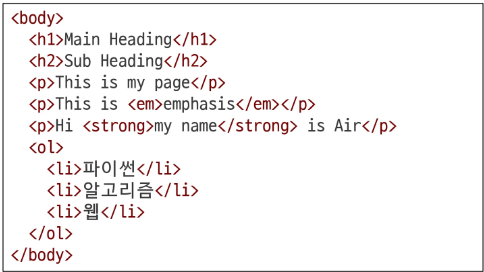 <body>
<h1>Main Heading</h1>
<h2>Sub Heading</h2>
<p>This is my page</p>
<p>This is <em>emphasis</em></p>
<p>Hi <strong>my name</strong> is Air</p>
<ol>
<li>파이썬</li>
<li>알고리즘</li>
<li>웹</li>
</ol>
</body>